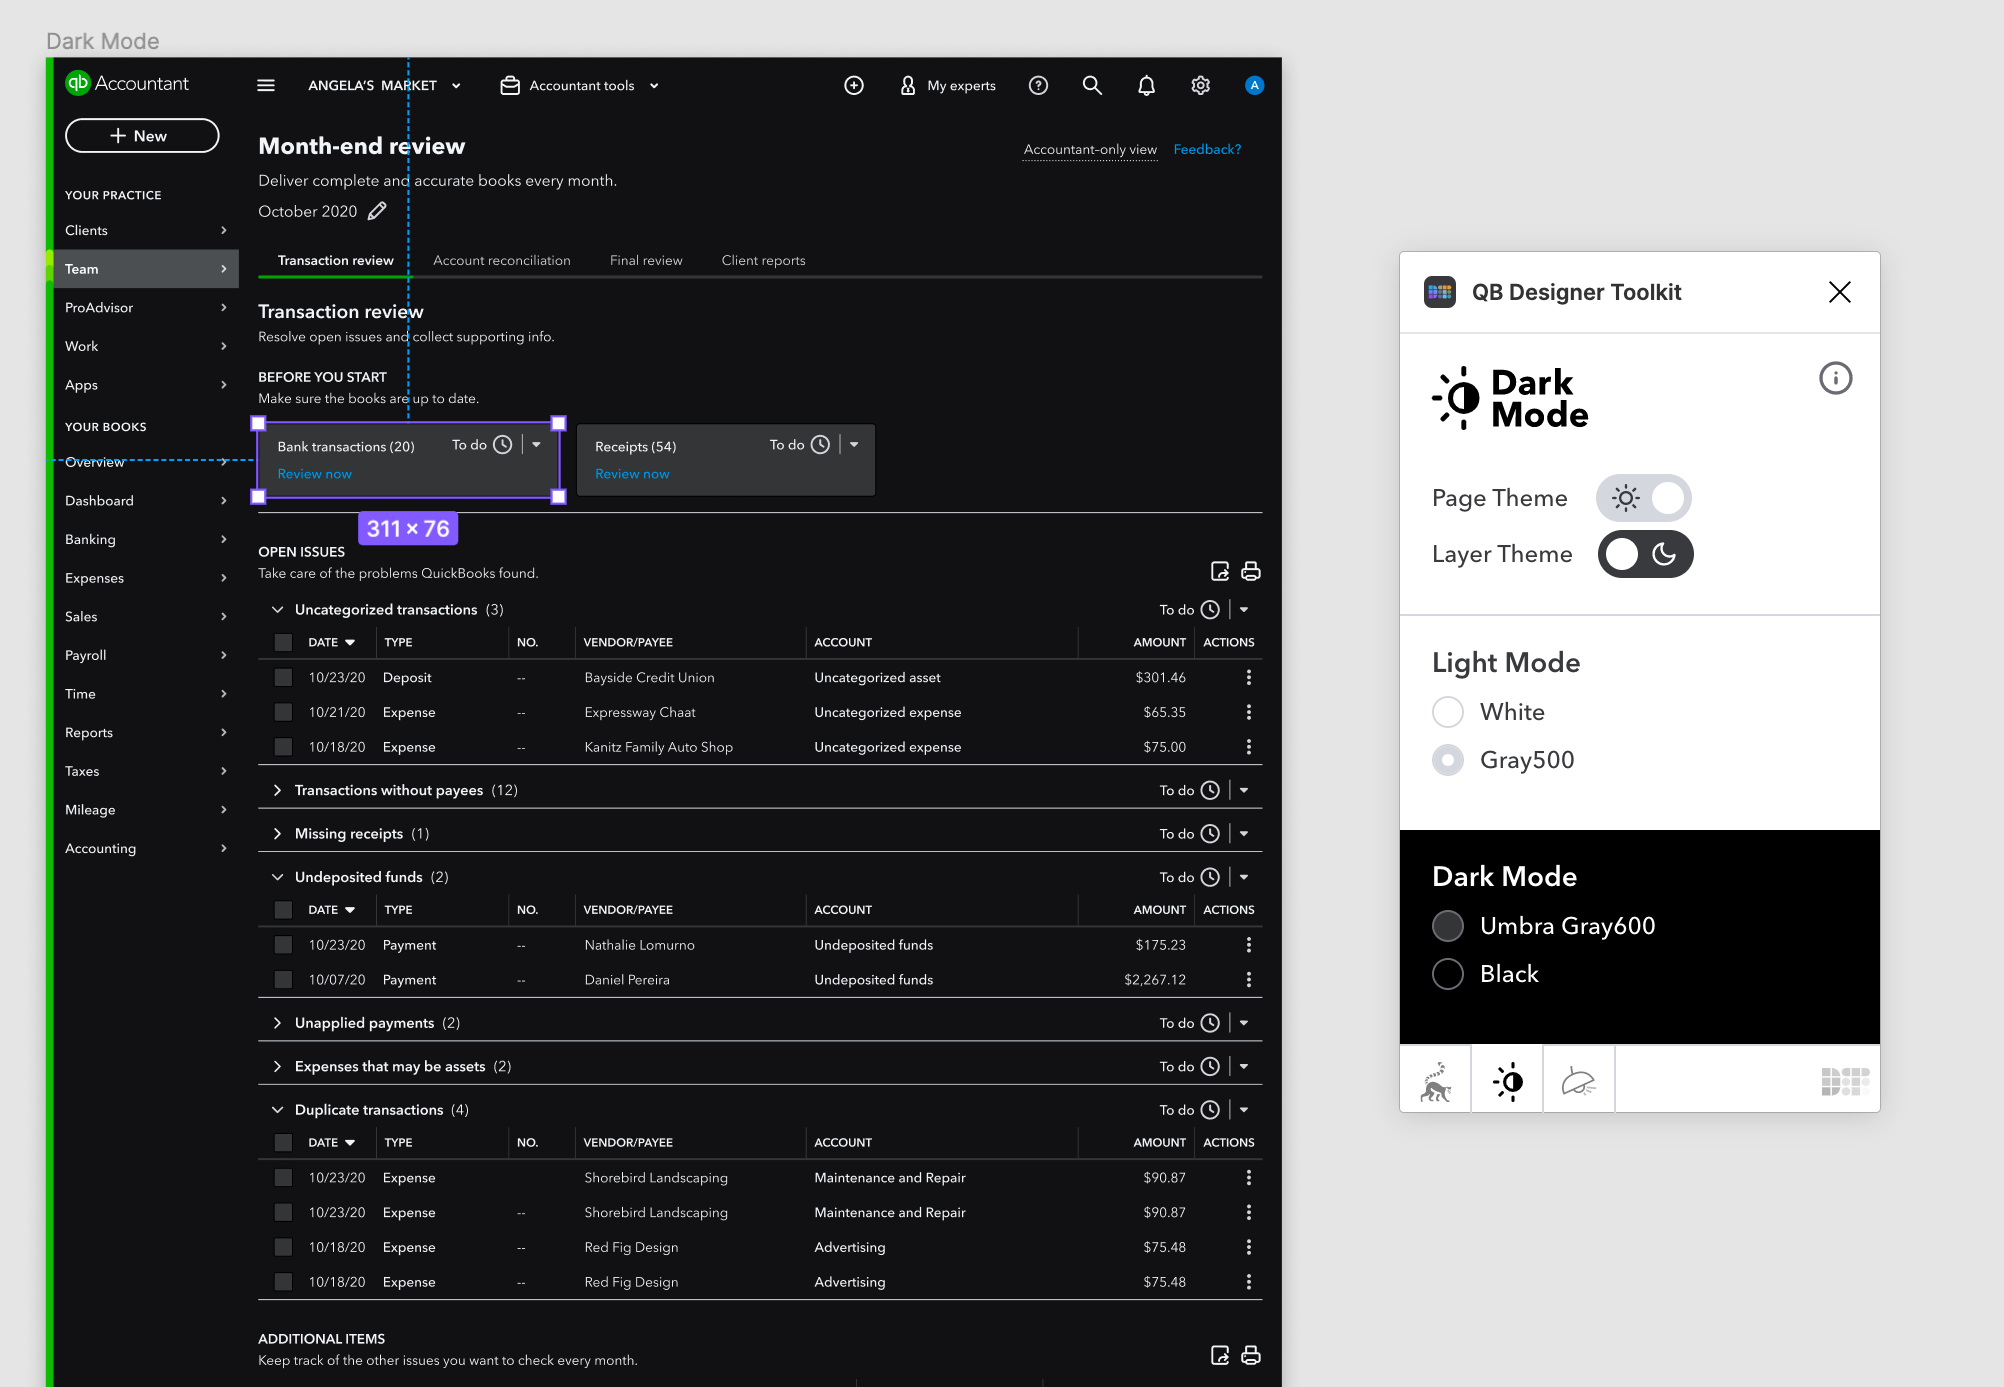 Dark Mode
qb Accountant
ANGELA'S MARKET
Accountant tools
My experts
A
New
Month-end review
Accountant-only view Feedback?
Deliver complete and accurate books every month.
October 2020
YOUR PRACTICE
Clients
Team
ProAdvisor
Work
Apps
YOUR BOOKS
Overview
Dashboard
Banking
Expenses
Sales
Payroll
Time
Reports
Taxes
Mileage
Accounting
Transaction review Account reconciliation Final review Client reports
Transaction review
Resolve open issues and collect supporting info.
BEFORE YOU START
Make sure the books are up to date.
Bank transactions (20) To do
Review now
Receipts (54) To do
Review now
311 × 76
OPEN ISSUES
Take care of the problems QuickBooks found.
Uncategorized transactions (3) To do
DATE TYPE NO. VENDOR/PAYEE ACCOUNT AMOUNT ACTIONS
10/23/20 Deposit -- Bayside Credit Union Uncategorized asset $301.46
10/21/20 Expense -- Expressway Chaat Uncategorized expense $65.35
10/18/20 Expense -- Kanitz Family Auto Shop Uncategorized expense $75.00
Transactions without payees (12) To do
Missing receipts (1) To do
Undeposited funds (2) To do
DATE TYPE NO. VENDOR/PAYEE ACCOUNT AMOUNT ACTIONS
10/23/20 Payment -- Nathalie Lomurno Undeposited funds $175.23
10/07/20 Payment -- Daniel Pereira Undeposited funds $2,267.12
Unapplied payments (2) To do
Expenses that may be assets (2) To do
Duplicate transactions (4) To do
DATE TYPE NO. VENDOR/PAYEE ACCOUNT AMOUNT ACTIONS
10/23/20 Expense Shorebird Landscaping Maintenance and Repair $90.87
10/23/20 Expense -- Shorebird Landscaping Maintenance and Repair $90.87
10/18/20 Expense -- Red Fig Design Advertising $75.48
10/18/20 Expense -- Red Fig Design Advertising $75.48
ADDITIONAL ITEMS
Keep track of the other issues you want to check every month.
QB Designer Toolkit
Dark
Mode
Page Theme
Layer Theme
Light Mode
White
Gray500
Dark Mode
Umbra Gray600
Black